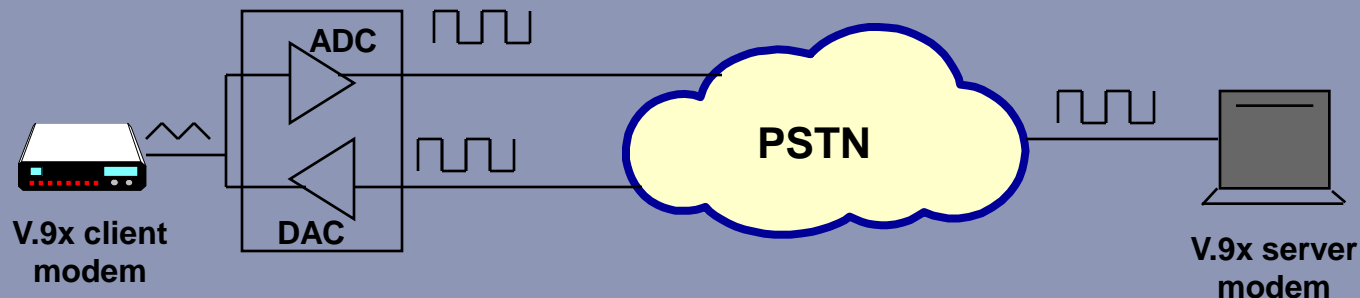 ADC
PSTN
DAC
V.9x client
modem
V.9x server
modem